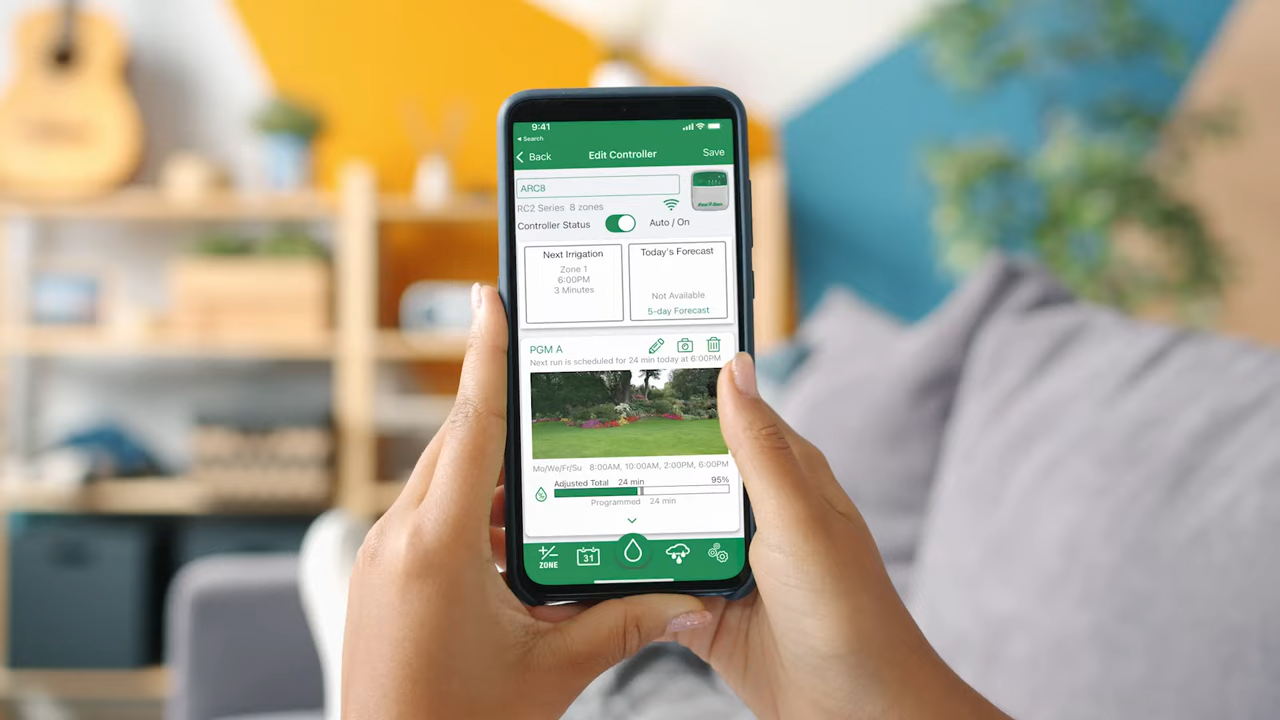 9:41
Search
Back Edit Controller Save
ARC8
RC2 Series 8 zones
Controller Status Auto / On
Next Irrigation
Zone 1
6:00PM
3 Minutes
Today's Forecast
Not Available
5-day Forecast
PGM A
Next run is scheduled for 24 min today at 6:00PM
Mo/We/Fr/Su 8:00AM, 10:00AM, 2:00PM, 6:00PM
Adjusted Total 24 min 95%
%
Programmed 24 min
ZONE
31